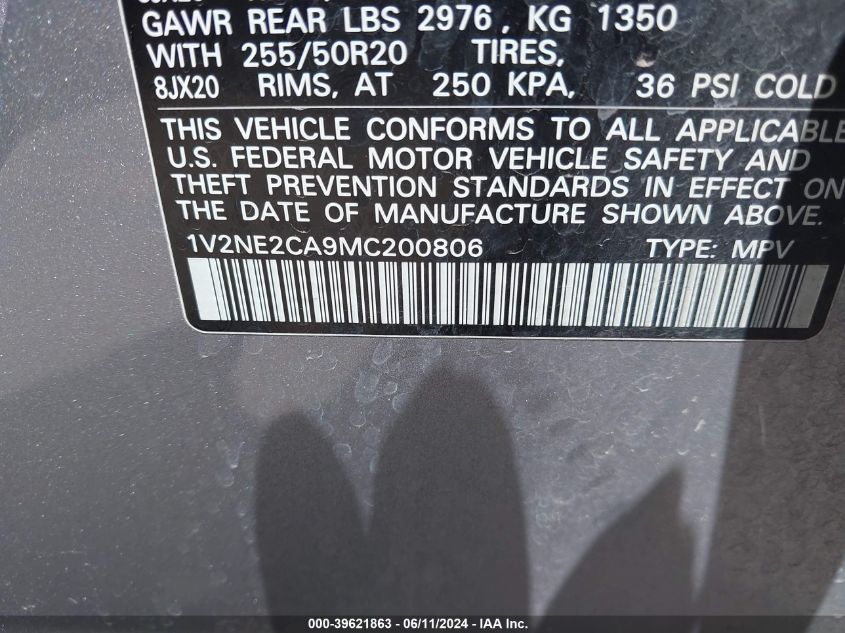 GAWR REAR LBS 2976, KG 1350
WITH 255/50R20 TIRES,
8JX20 RIMS, AT 250 KPA, 36 PSI COLD
THIS VEHICLE CONFORMS TO ALL APPLICABLE
U.S. FEDERAL MOTOR VEHICLE SAFETY AND
THEFT PREVENTION STANDARDS IN EFFECT ON
THE DATE OF MANUFACTURE SHOWN ABOVE.
1V2NE2CA9MC200806 TYPE: MPV
000-39621863 - 06/11/2024 - IAA Inc.